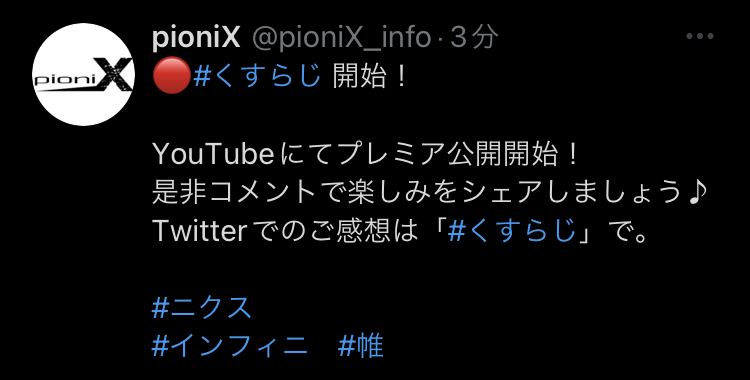 pioniX
pioniX @pioniX_info·3分
🔴#くすらじ 開始！
YouTubeにてプレミア公開開始！
是非コメントで楽しみをシェアしましょう♪
Twitterでのご感想は「#くすらじ」で。
#ニクス
#インフィニ　#帷